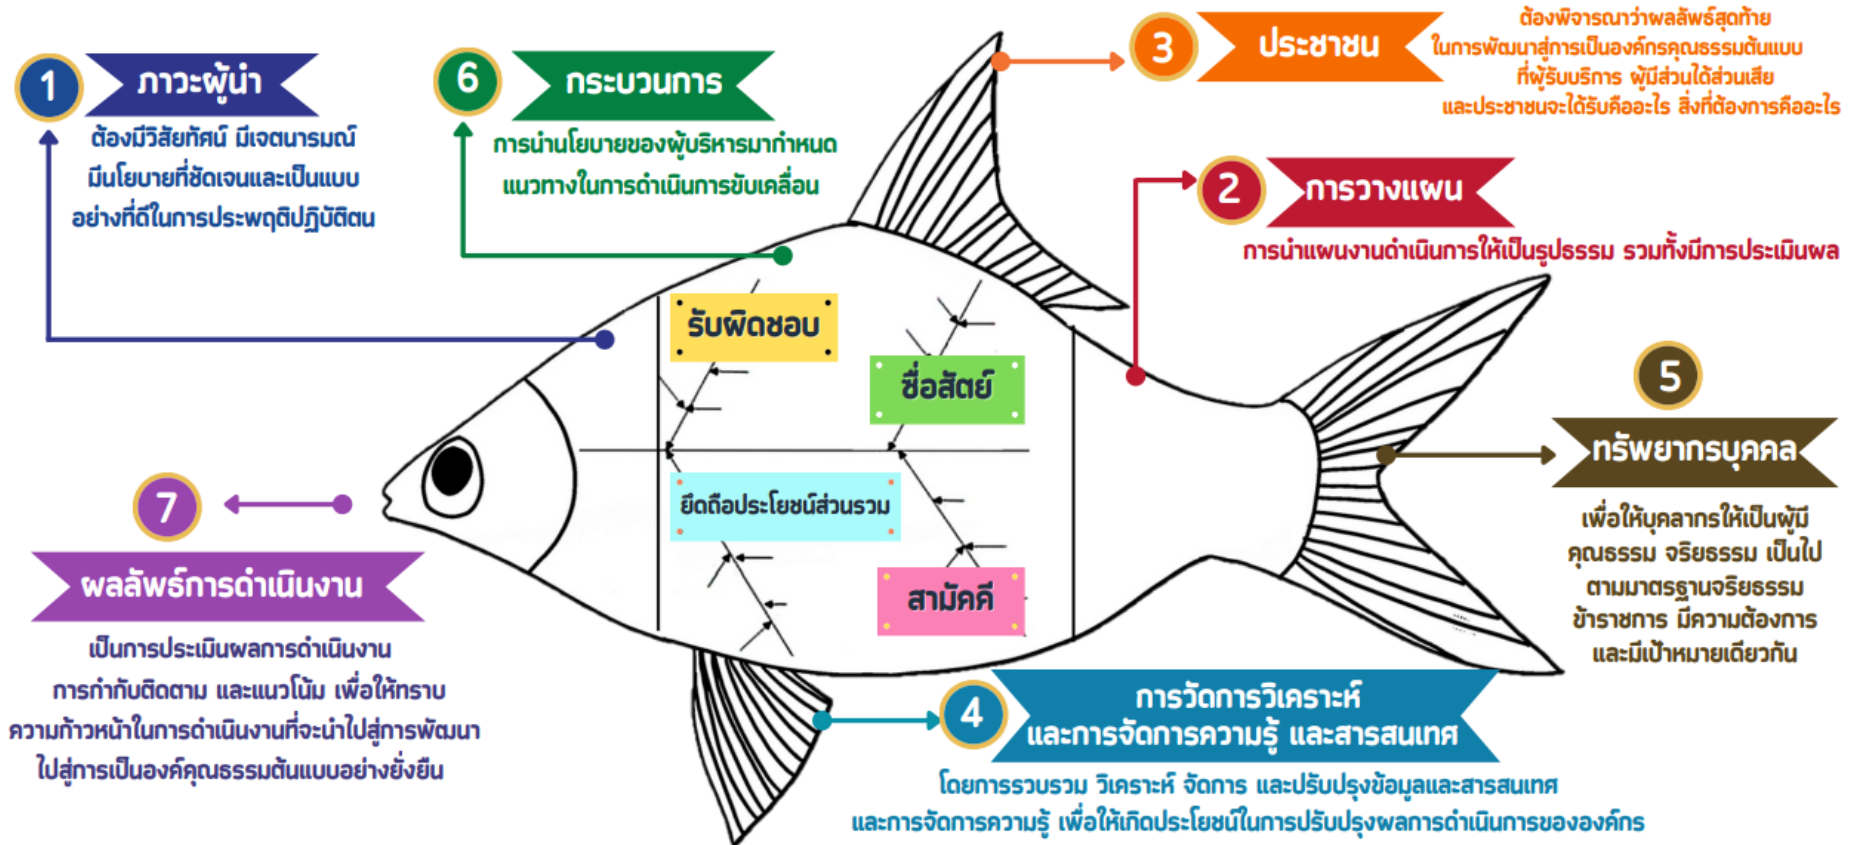 1
ภาวะผู้นำ
ต้องมีวิสัยทัศน์ มีเจตนารมณ์
มีนโยบายที่ชัดเจนและเป็นแบบ
อย่างที่ดีในการประพฤติปฏิบัติตน
6
กระบวนการ
การนำนโยบายของผู้บริหารมากำหนด
แนวทางในการดำเนินการขับเคลื่อน
3
ประชาชน
ต้องพิจารณาว่าผลลัพธ์สุดท้าย
ในการพัฒนาสู่การเป็นองค์กรคุณธรรมต้นแบบ
ที่ผู้รับบริการ ผู้มีส่วนได้ส่วนเสีย
และประชาชนจะได้รับคืออะไร สิ่งที่ต้องการคืออะไร
2
การวางแผน
การนำแผนงานดำเนินการให้เป็นรูปธรรม รวมทั้งมีการประเมินผล
รับผิดชอบ
ซื่อสัตย์
ยึดถือประโยชน์ส่วนรวม
สามัคคี
5
ทรัพยากรบุคคล
เพื่อให้บุคลากรให้เป็นผู้มี
คุณธรรม จริยธรรม เป็นไป
ตามมาตรฐานจริยธรรม
ข้าราชการ มีความต้องการ
และมีเป้าหมายเดียวกัน
7
ผลลัพธ์การดำเนินงาน
เป็นการประเมินผลการดำเนินงาน
การกำกับติดตาม และแนวโน้ม เพื่อให้ทราบ
ความก้าวหน้าในการดำเนินงานที่จะนำไปสู่การพัฒนา
ไปสู่การเป็นองค์คุณธรรมต้นแบบอย่างยั่งยืน
4
การวัดการวิเคราะห์
และการจัดการความรู้ และสารสนเทศ
โดยการรวบรวม วิเคราะห์ จัดการ และปรับปรุงข้อมูลและสารสนเทศ
และการจัดการความรู้ เพื่อให้เกิดประโยชน์ในการปรับปรุงผลการดำเนินการขององค์กร